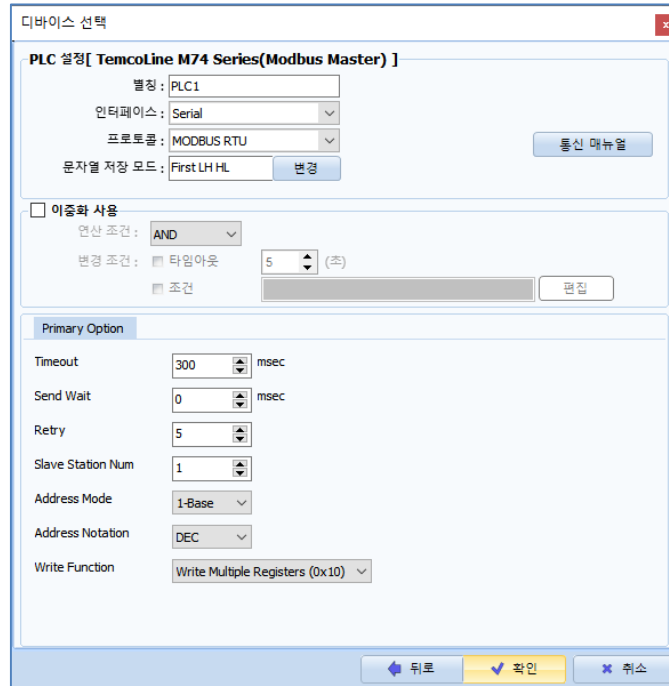 디바이스 선택
x
PLC 설정[ TemcoLine M74 Series(Modbus Master) ]
별칭 : PLC1
인터페이스 : Serial
프로토콜 : MODBUS RTU
통신 매뉴얼
문자열 저장 모드 : First LH HL 변경
이중화 사용
연산 조건 : AND
변경 조건 : 타임아웃 5 (초)
조건 편집
Primary Option
Timeout 300 msec
Send Wait 0 msec
Retry 5
Slave Station Num 1
Address Mode 1-Base
Address Notation DEC
Write Function Write Multiple Registers (0x10)
뒤로 확인 취소